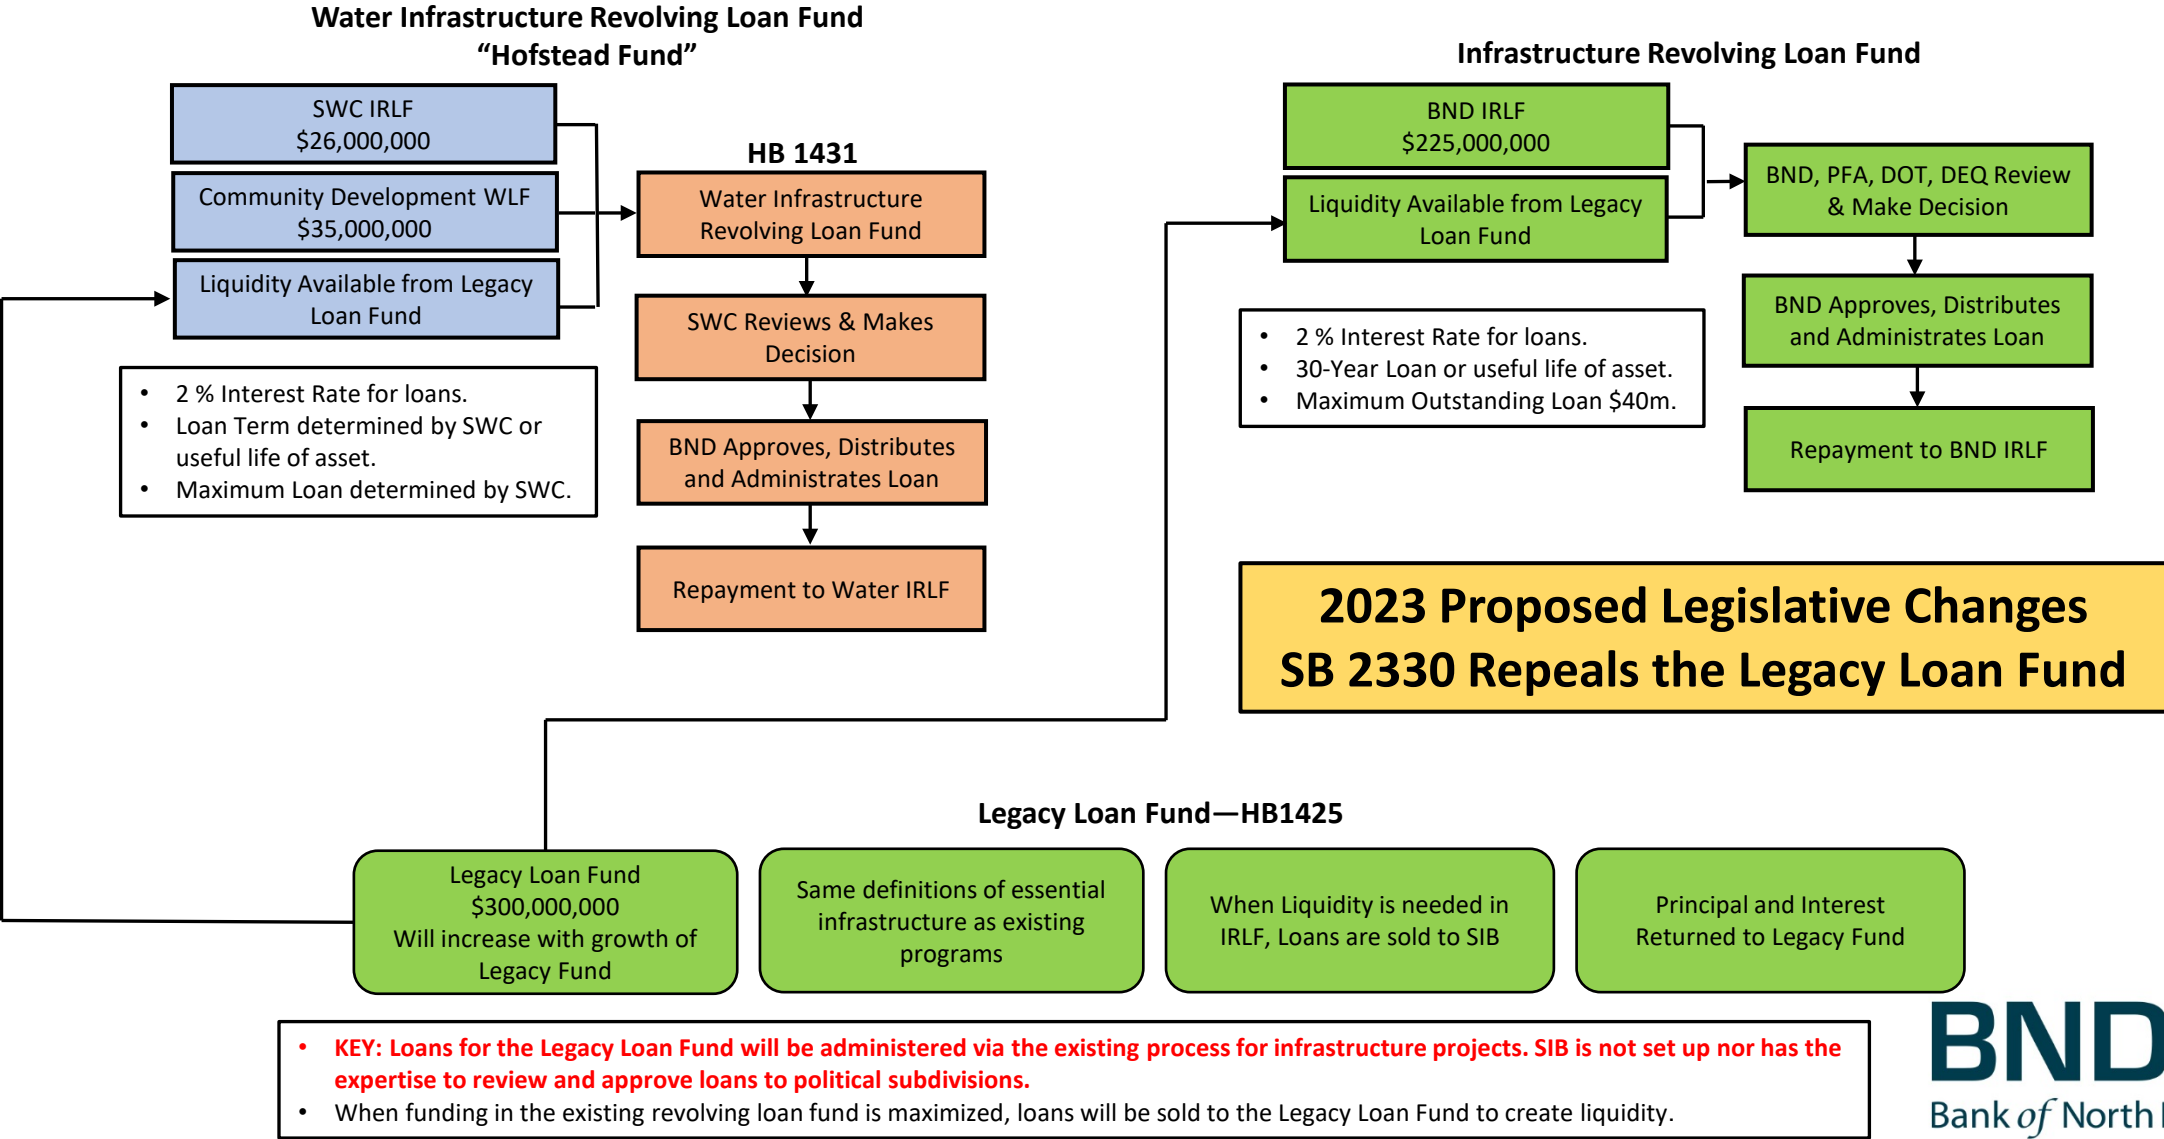 Water Infrastructure Revolving Loan Fund
“Hofstead Fund”
SWC IRLF
$26,000,000
Community Development WLF
$35,000,000
Liquidity Available from Legacy
Loan Fund
• 2 % Interest Rate for loans.
• Loan Term determined by SWC or
useful life of asset.
• Maximum Loan determined by SWC.
HB 1431
Water Infrastructure
Revolving Loan Fund
SWC Reviews & Makes
Decision
BND Approves, Distributes
and Administrates Loan
Repayment to Water IRLF
Infrastructure Revolving Loan Fund
BND IRLF
$225,000,000
Liquidity Available from Legacy
Loan Fund
• 2 % Interest Rate for loans.
• 30-Year Loan or useful life of asset.
• Maximum Outstanding Loan $40m.
BND, PFA, DOT, DEQ Review
& Make Decision
BND Approves, Distributes
and Administrates Loan
Repayment to BND IRLF
2023 Proposed Legislative Changes
SB 2330 Repeals the Legacy Loan Fund
Legacy Loan Fund—HB1425
Legacy Loan Fund
$300,000,000
Will increase with growth of
Legacy Fund
Same definitions of essential
infrastructure as existing
programs
When Liquidity is needed in
IRLF, Loans are sold to SIB
Principal and Interest
Returned to Legacy Fund
• KEY: Loans for the Legacy Loan Fund will be administered via the existing process for infrastructure projects. SIB is not set up nor has the
expertise to review and approve loans to political subdivisions.
• When funding in the existing revolving loan fund is maximized, loans will be sold to the Legacy Loan Fund to create liquidity.
BND
Bank of North